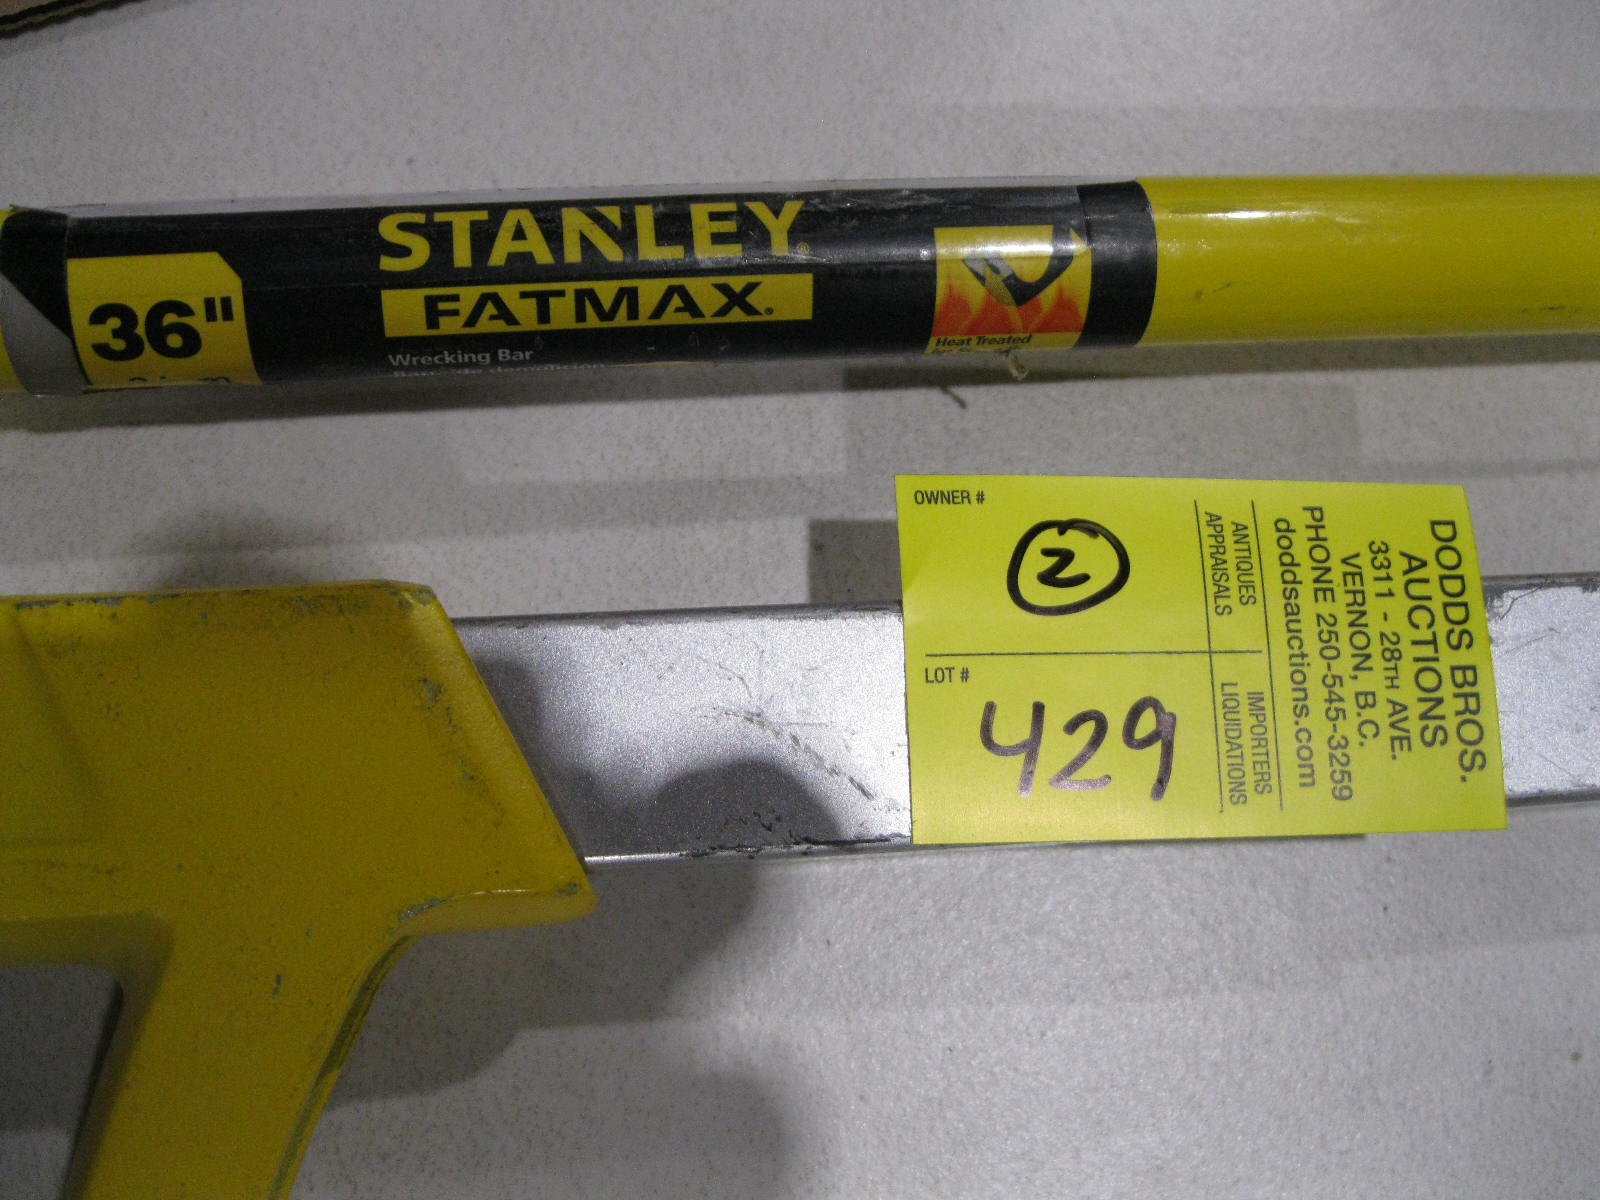 36"
STANLEY®
FATMAX®
Wrecking Bar
Heat Treated
OWNER #
N
LOT #
429
ANTIQUES
APPRAISALS
IMPORTERS
LIQUIDATIONS
DODDS BROS.
AUCTIONS
3311 - 28TH AVE.
VERNON, B.C.
PHONE 250-545-3259
doddsauctions.com